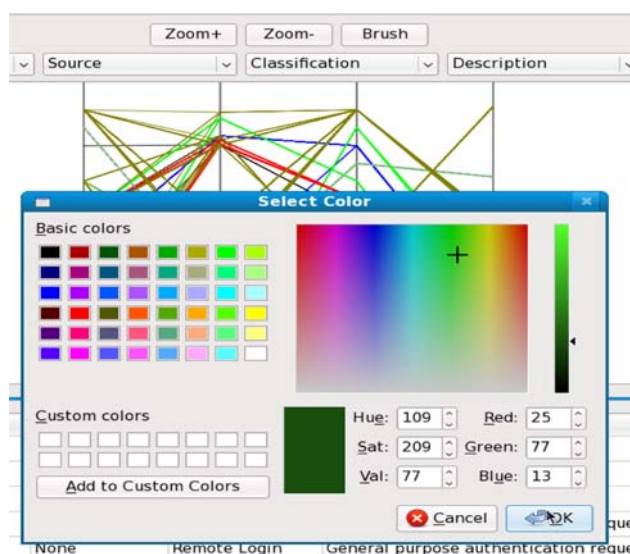 Zoom+ Zoom- Brush
Source Classification Description
Select Color
Basic colors
Custom colors
Hue: 109 Red: 25
Sat: 209 Green: 77
Val: 77 Blue: 13
Add to Custom Colors
Cancel OK
None Remote Login General purpose authentication reque